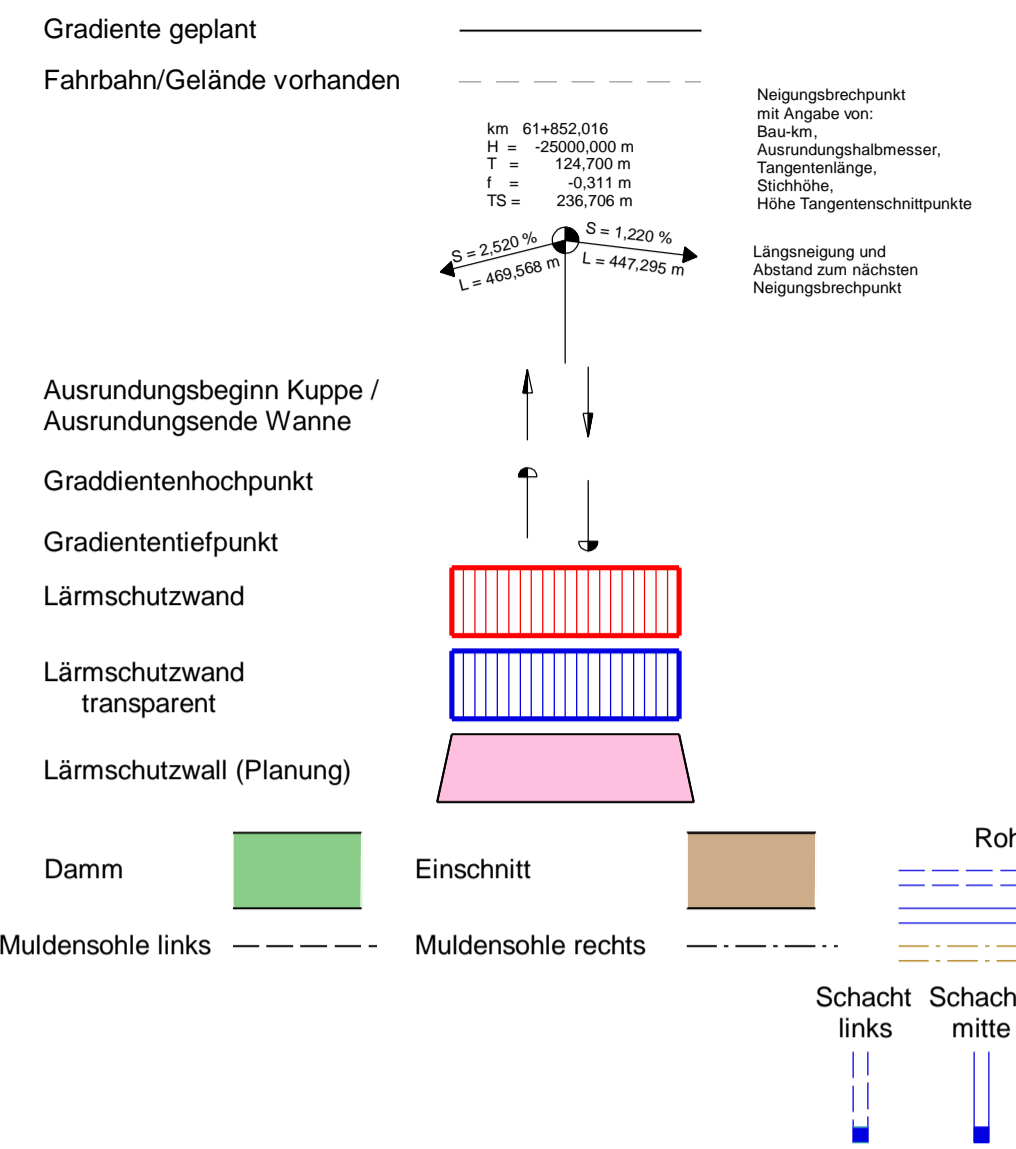 Gradiente geplant
Fahrbahn/Gelände vorhanden
km 61+852,016
H = -25000,000 m
T = 124,700 m
f = -0,311 m
TS = 236,706 m
Neigungsbrechpunkt
mit Angabe von:
Bau-km,
Ausrundungshalbmesser,
Tangentenlänge,
Stichhöhe,
Höhe Tangentenschnittpunkte
S = 2,520 %
L = 469,568 m
S = 1,220 %
L = 447,295 m
Längsneigung und
Abstand zum nächsten
Neigungsbrechpunkt
Ausrundungsbeginn Kuppe /
Ausrundungsende Wanne
Graddientenhochpunkt
Gradiententiefpunkt
Lärmschutzwand
Lärmschutzwand
transparent
Lärmschutzwall (Planung)
Damm
Einschnitt
Roh
Muldensohle links
Muldensohle rechts
Schacht
links
Schach
mitte